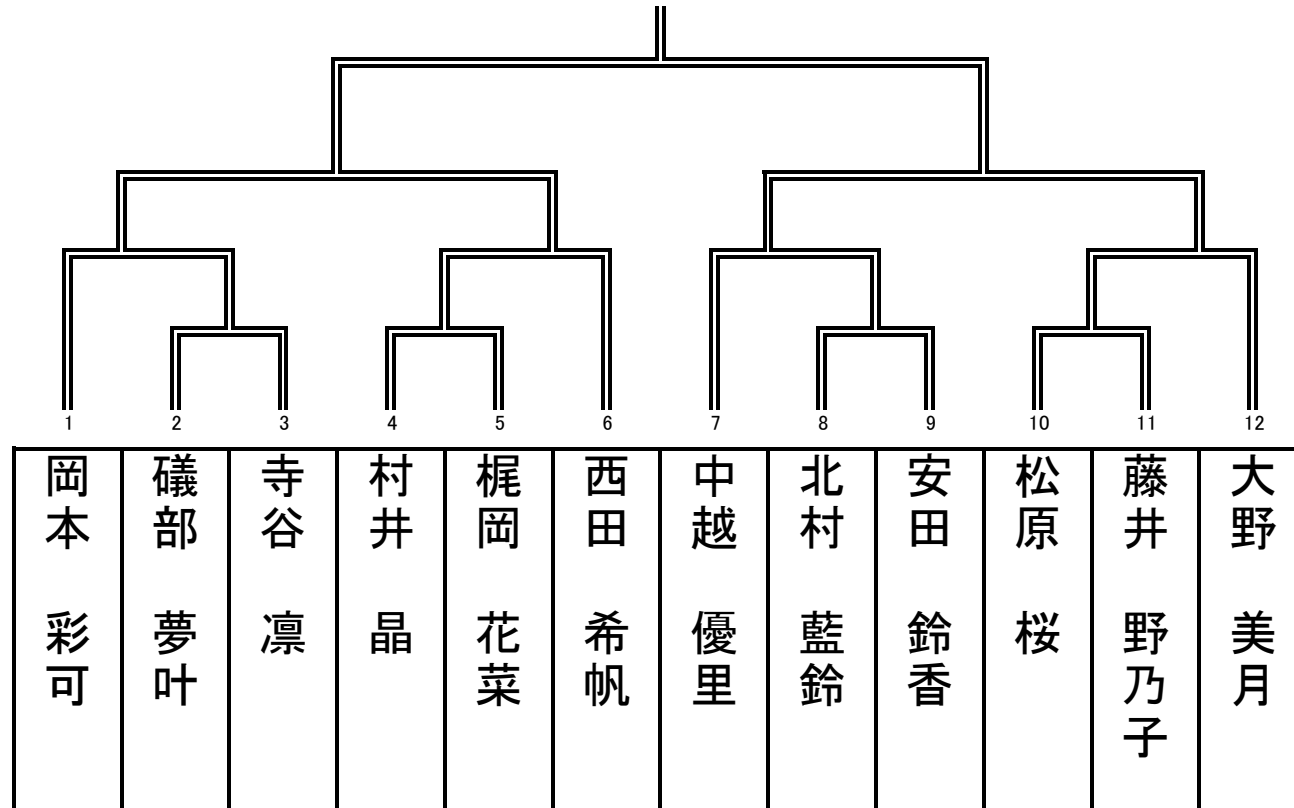 1
2
3
4
5
6
7
8
9
10
11
12
岡本 彩可
礒部 夢叶
寺谷 凛
村井 晶
梶岡 花菜
西田 希帆
中越 優里
北村 藍鈴
安田 鈴香
松原 桜
藤井 野乃子
大野 美月